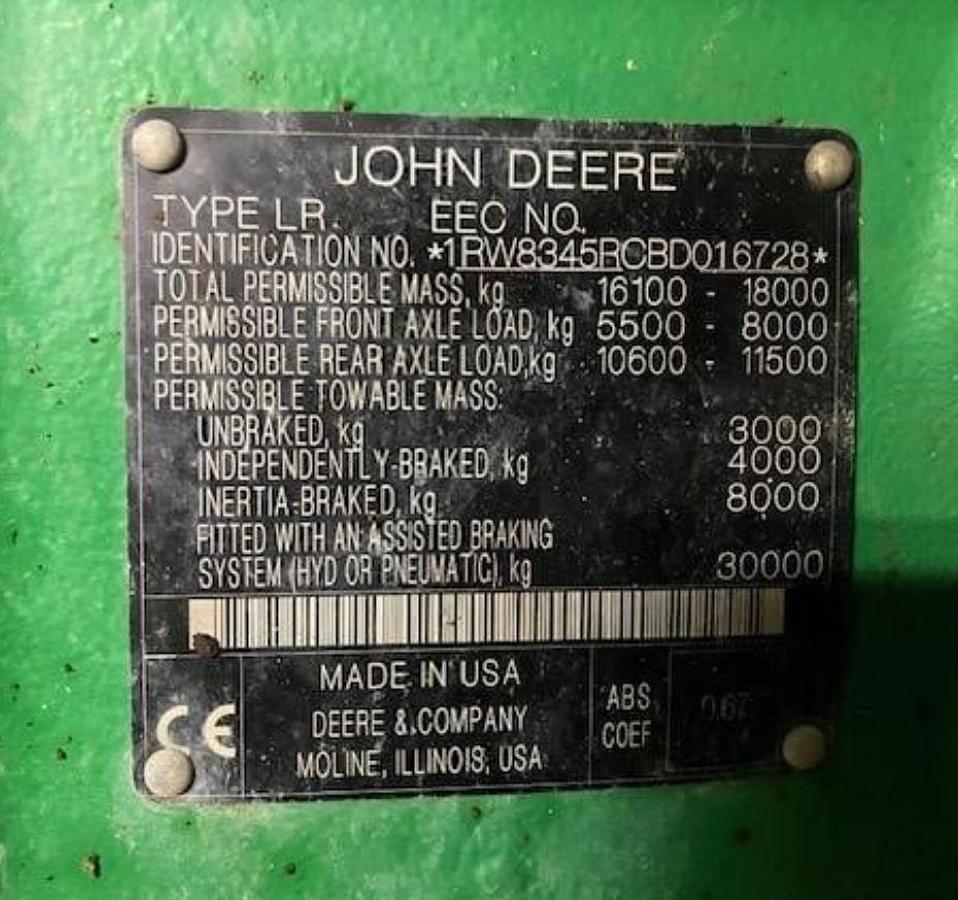 JOHN DEERE
TYPE LR. EEC NO.
IDENTIFICATION NO. *1RW8345RCBD016728*
TOTAL PERMISSIBLE MASS, kg 16100 - 18000
PERMISSIBLE FRONT AXLE LOAD, kg 5500 - 8000
PERMISSIBLE REAR AXLE LOAD,kg 10600 - 11500
PERMISSIBLE TOWABLE MASS:
UNBRAKED, kg 3000
INDEPENDENTLY-BRAKED, kg 4000
INERTIA-BRAKED, kg 8000
FITTED WITH AN ASSISTED BRAKING
SYSTEM (HYD OR PNEUMATIC), kg 30000
MADE IN USA
DEERE & COMPANY
MOLINE, ILLINOIS, USA
CE
ABS
COEF